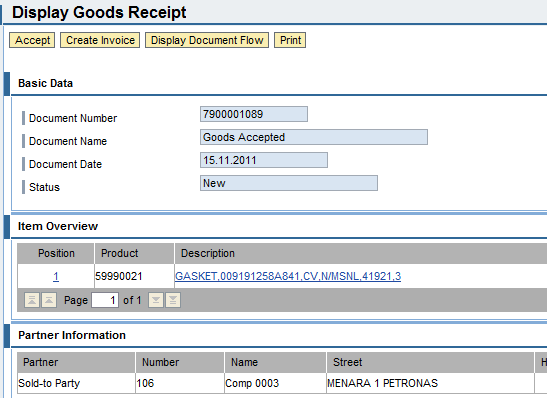 Display Goods Receipt
Accept Create Invoice Display Document Flow Print
Basic Data
Document Number 7900001089
Document Name Goods Accepted
Document Date 15.11.2011
Status New
Item Overview
Position Product Description
1 59990021 GASKET,009191258A841,CV,N/MSNL,41921,3
Page 1 of 1
Partner Information
Partner Number Name Street H
Sold-to Party 106 Comp 0003 MENARA 1 PETRONAS